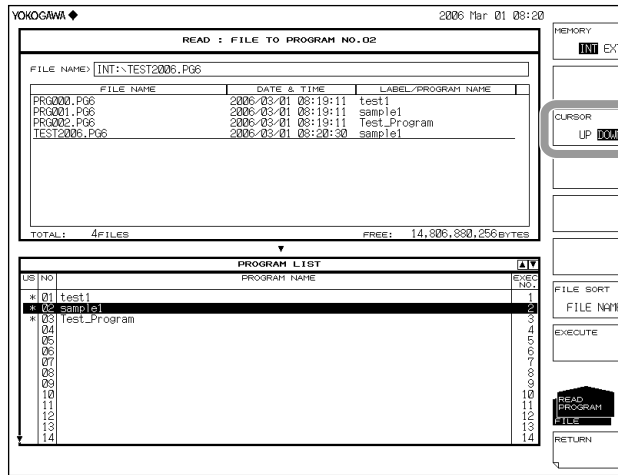 YOKOGAWA 2006 Mar 01 08:20
READ : FILE TO PROGRAM NO.02
FILE NAME> INT:\TEST2006.PG6
FILE NAME DATE & TIME LABEL/PROGRAM NAME
PRG000.PG6 2006/03/01 08:19:11 test1
PRG001.PG6 2006/03/01 08:19:11 sample1
PRG002.PG6 2006/03/01 08:19:11 Test_Program
TEST2006.PG6 2006/03/01 08:20:30 sample1
TOTAL: 4FILES FREE: 14,806,880,256BYTES
PROGRAM LIST
US NO PROGRAM NAME EXEC NO.
* 01 test1 1
* 02 sample1 2
* 03 Test_Program 3
04 4
05 5
06 6
07 7
08 8
09 9
10 10
11 11
12 12
13 13
14 14
MEMORY
INT EXT
CURSOR
UP DOWN
FILE SORT
FILE NAME
EXECUTE
READ
PROGRAM
FILE
RETURN